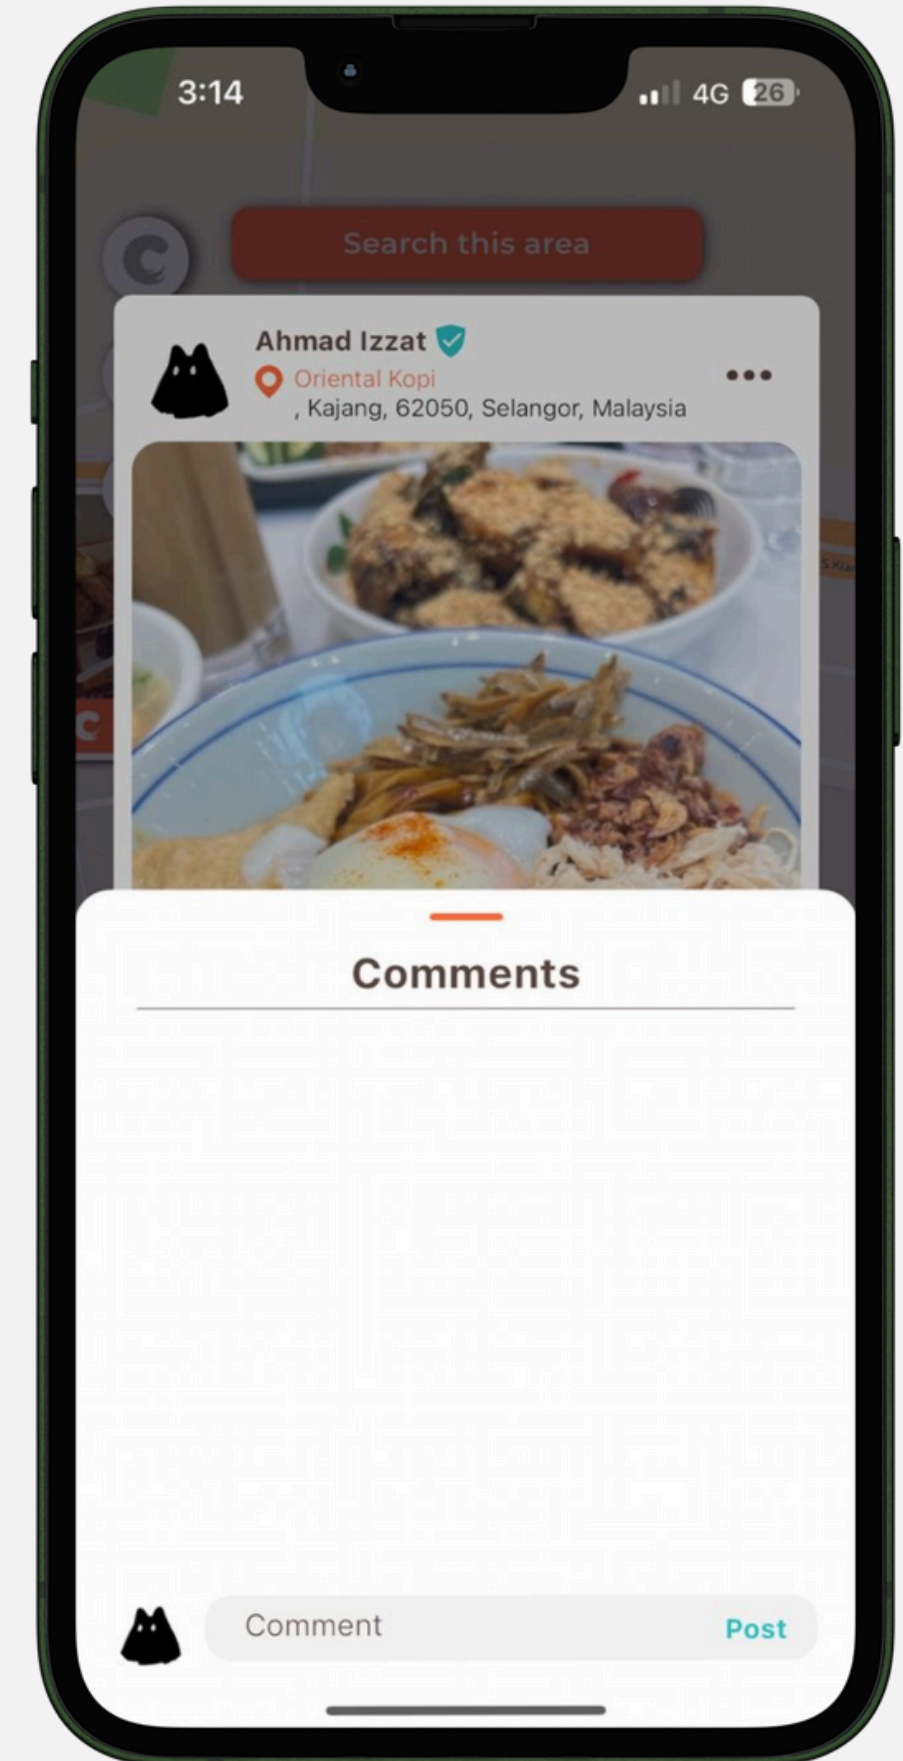 3:14
4G 26
Search this area
Ahmad Izzat
Oriental Kopi
, Kajang, 62050, Selangor, Malaysia
Comments
Comment
Post